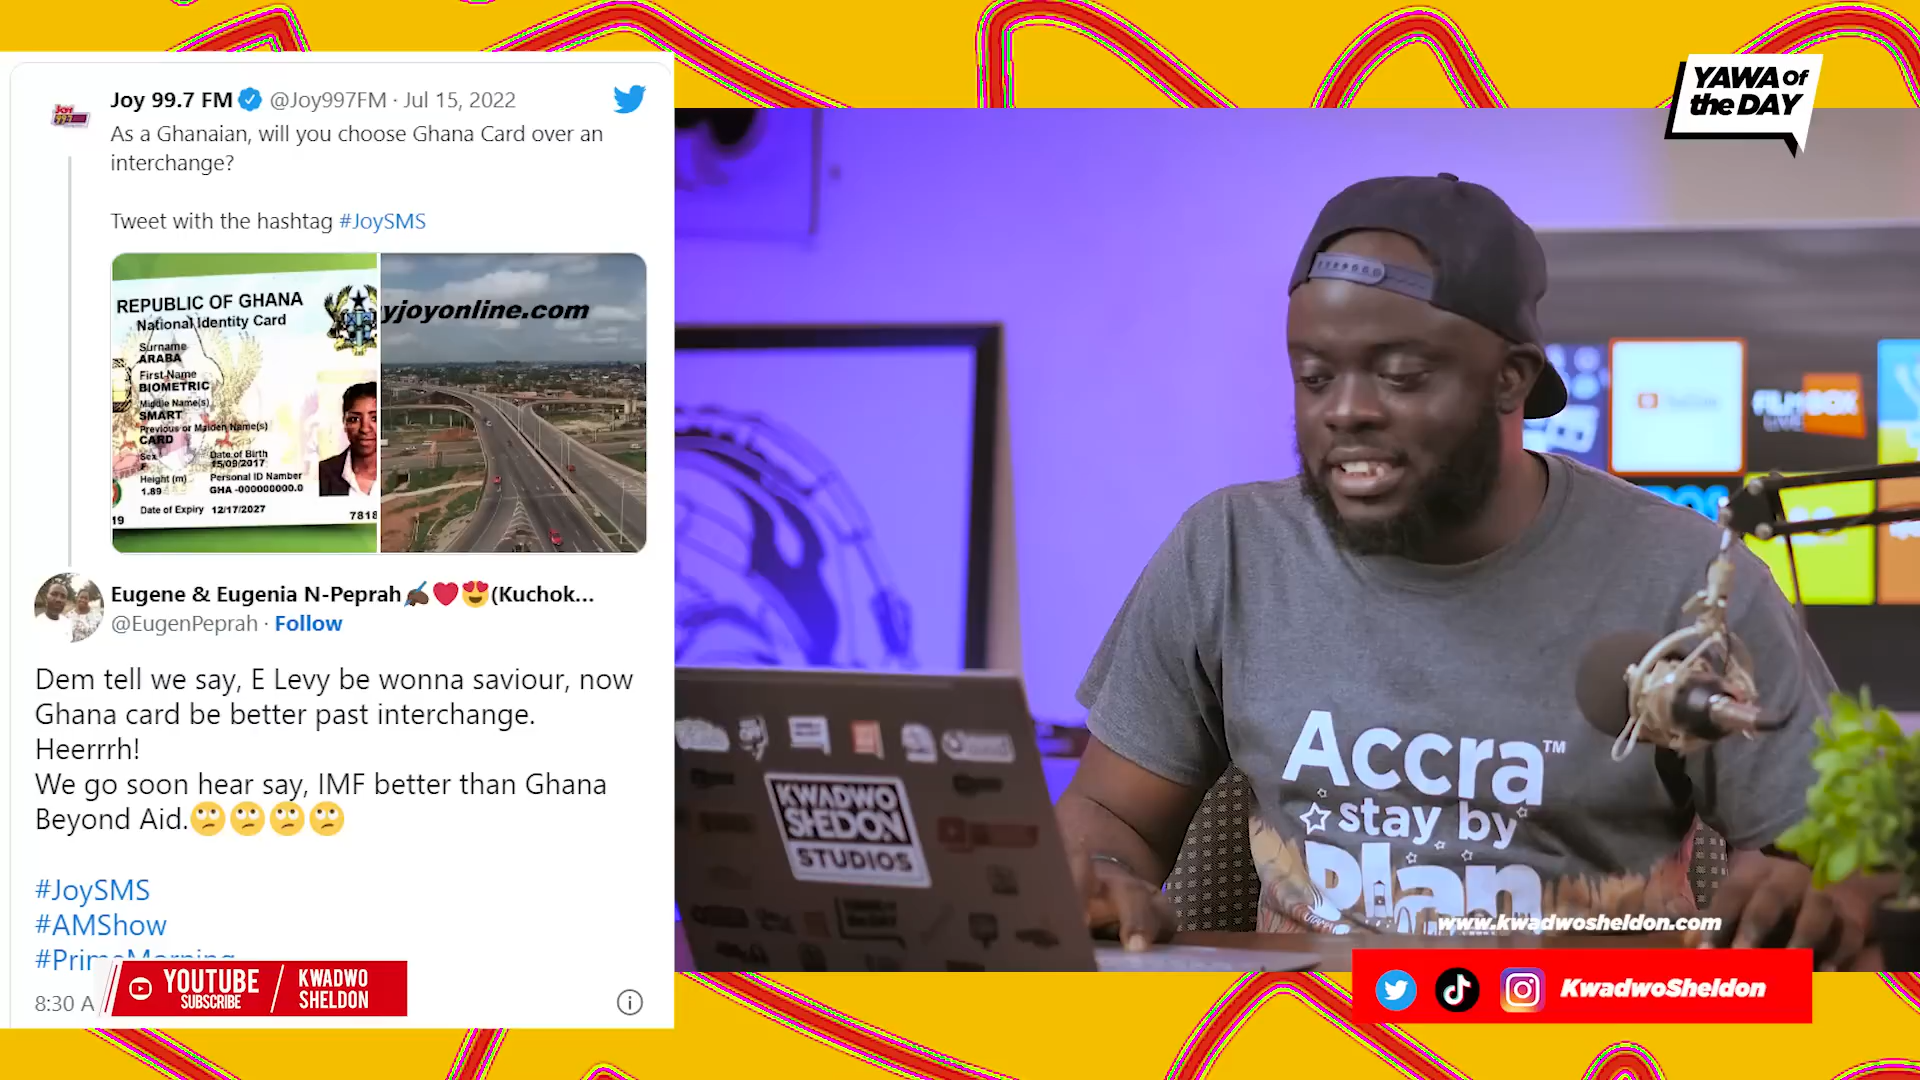 Joy 99.7 FM @Joy997FM · Jul 15, 2022
As a Ghanaian, will you choose Ghana Card over an
interchange?
Tweet with the hashtag #JoySMS
REPUBLIC OF GHANA
National Identity Card
Surname
ARABA
First Name
BIOMETRIC
Middle Name(s)
SMART
Previous or Maiden Name(s)
CARD
Sex
F
Date of Birth
15/09/2017
Height (m)
1.89
Personal ID Number
GHA -000000000.0
Date of Expiry 12/17/2027
19
7818
yjoyonline.com
Eugene & Eugenia N-Peprah✍🏿❤️😍(Kuchok...
@EugenPeprah · Follow
Dem tell we say, E Levy be wonna saviour, now
Ghana card be better past interchange.
Heerrrh!
We go soon hear say, IMF better than Ghana
Beyond Aid.🙄🙄🙄🙄
#JoySMS
#AMShow
#PrimeMorning
8:30 A
YOUTUBE
SUBSCRIBE
KWADWO
SHELDON
YAWA of
the DAY
FILMBOX
LIVE
KWADWO
SHELDON
STUDIOS
Accra™
stay by
Plan
www.kwadwosheldon.com
KwadwoSheldon